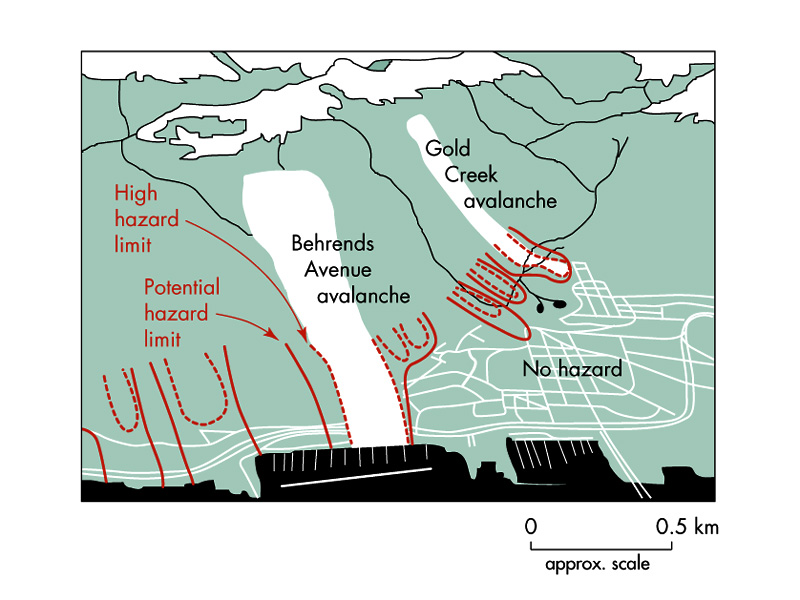 Gold
Creek
avalanche
High
hazard
limit
Behrends
Avenue
avalanche
Potential
hazard
limit
No hazard
0 0.5 km
approx. scale